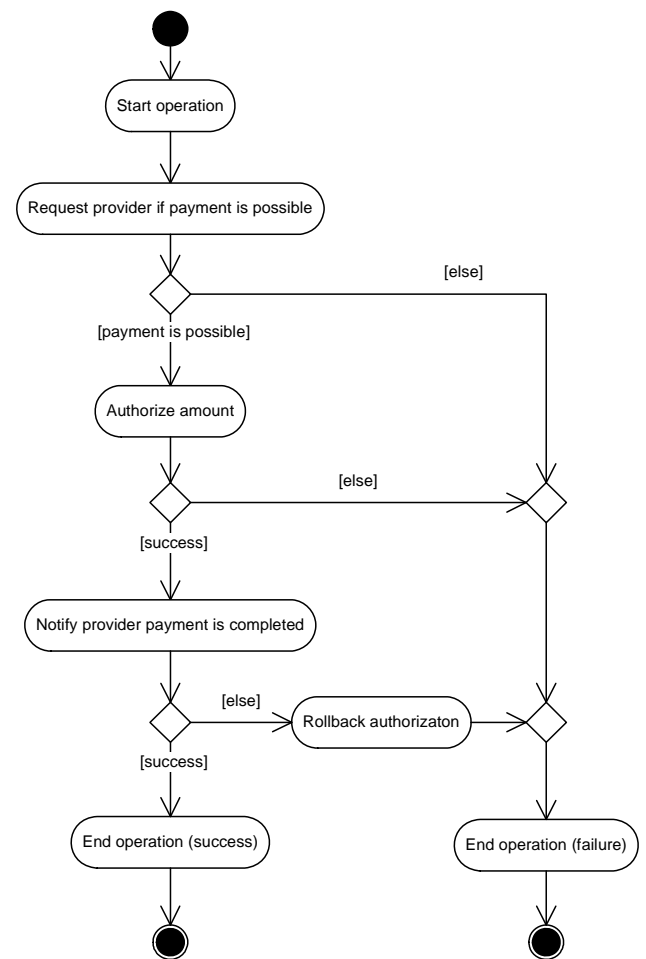 Start operation
Request provider if payment is possible
[else]
[payment is possible]
Authorize amount
[else]
[success]
Notify provider payment is completed
[else]
Rollback authorizaton
[success]
End operation (success)
End operation (failure)